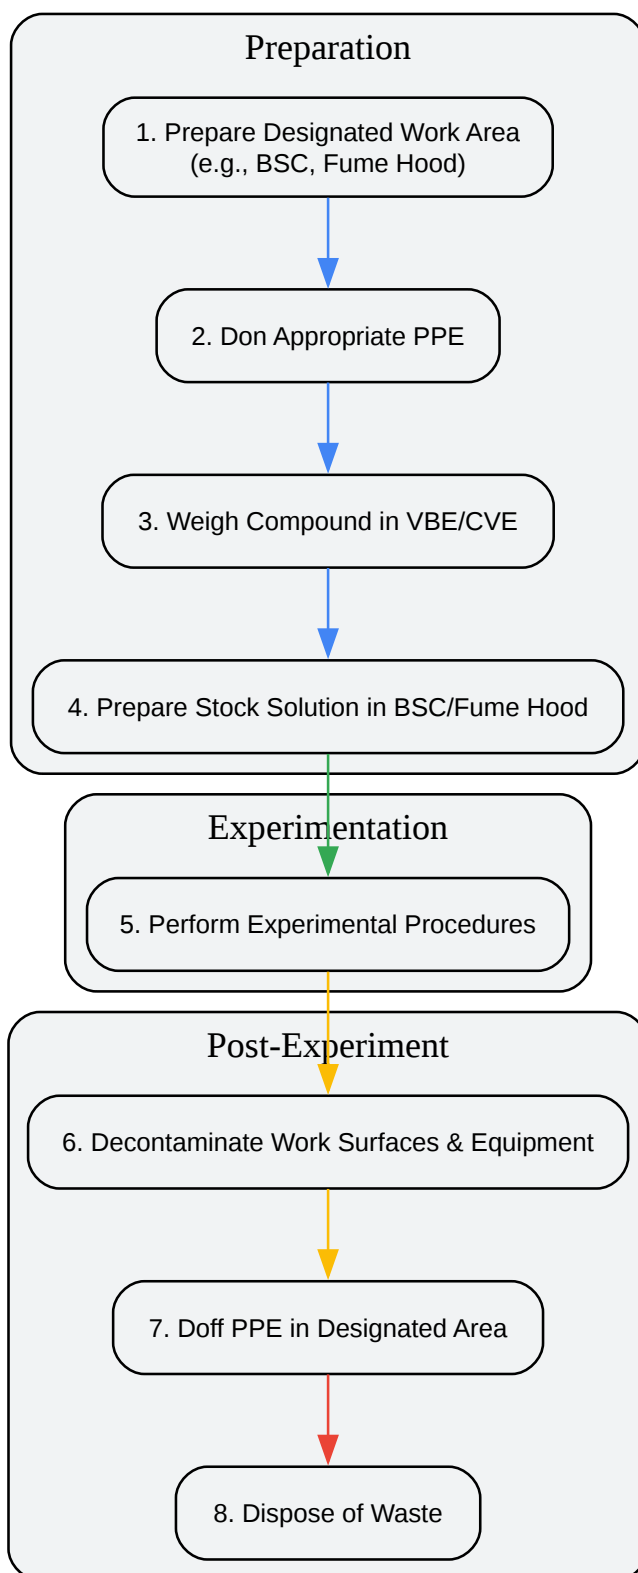 Preparation
1. Prepare Designated Work Area
(e.g., BSC, Fume Hood)
2. Don Appropriate PPE
3. Weigh Compound in VBE/CVE
4. Prepare Stock Solution in BSC/Fume Hood
Experimentation
5. Perform Experimental Procedures
Post-Experiment
6. Decontaminate Work Surfaces & Equipment
7. Doff PPE in Designated Area
8. Dispose of Waste